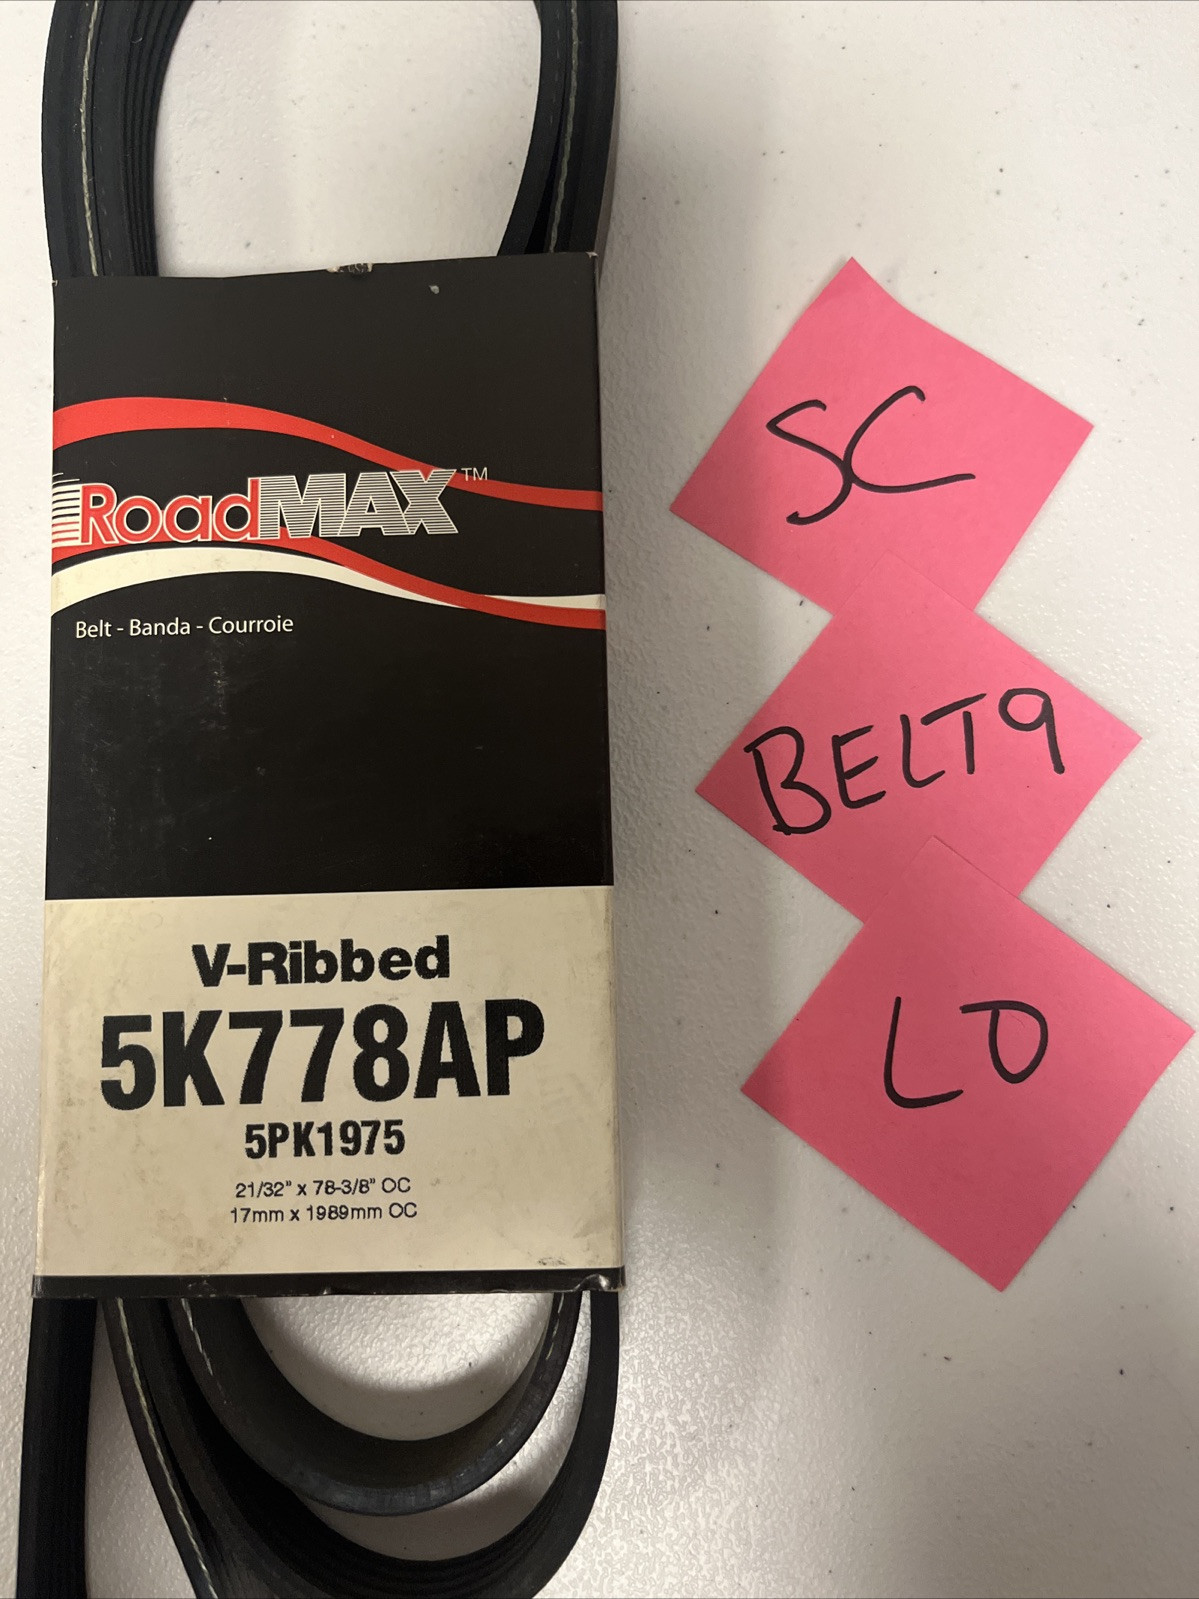 RoadMAX™
Belt - Banda - Courroie
V-Ribbed
5K778AP
5PK1975
21/32" x 78-3/8" OC
17mm x 1989mm OC
SC
BELT9
LO